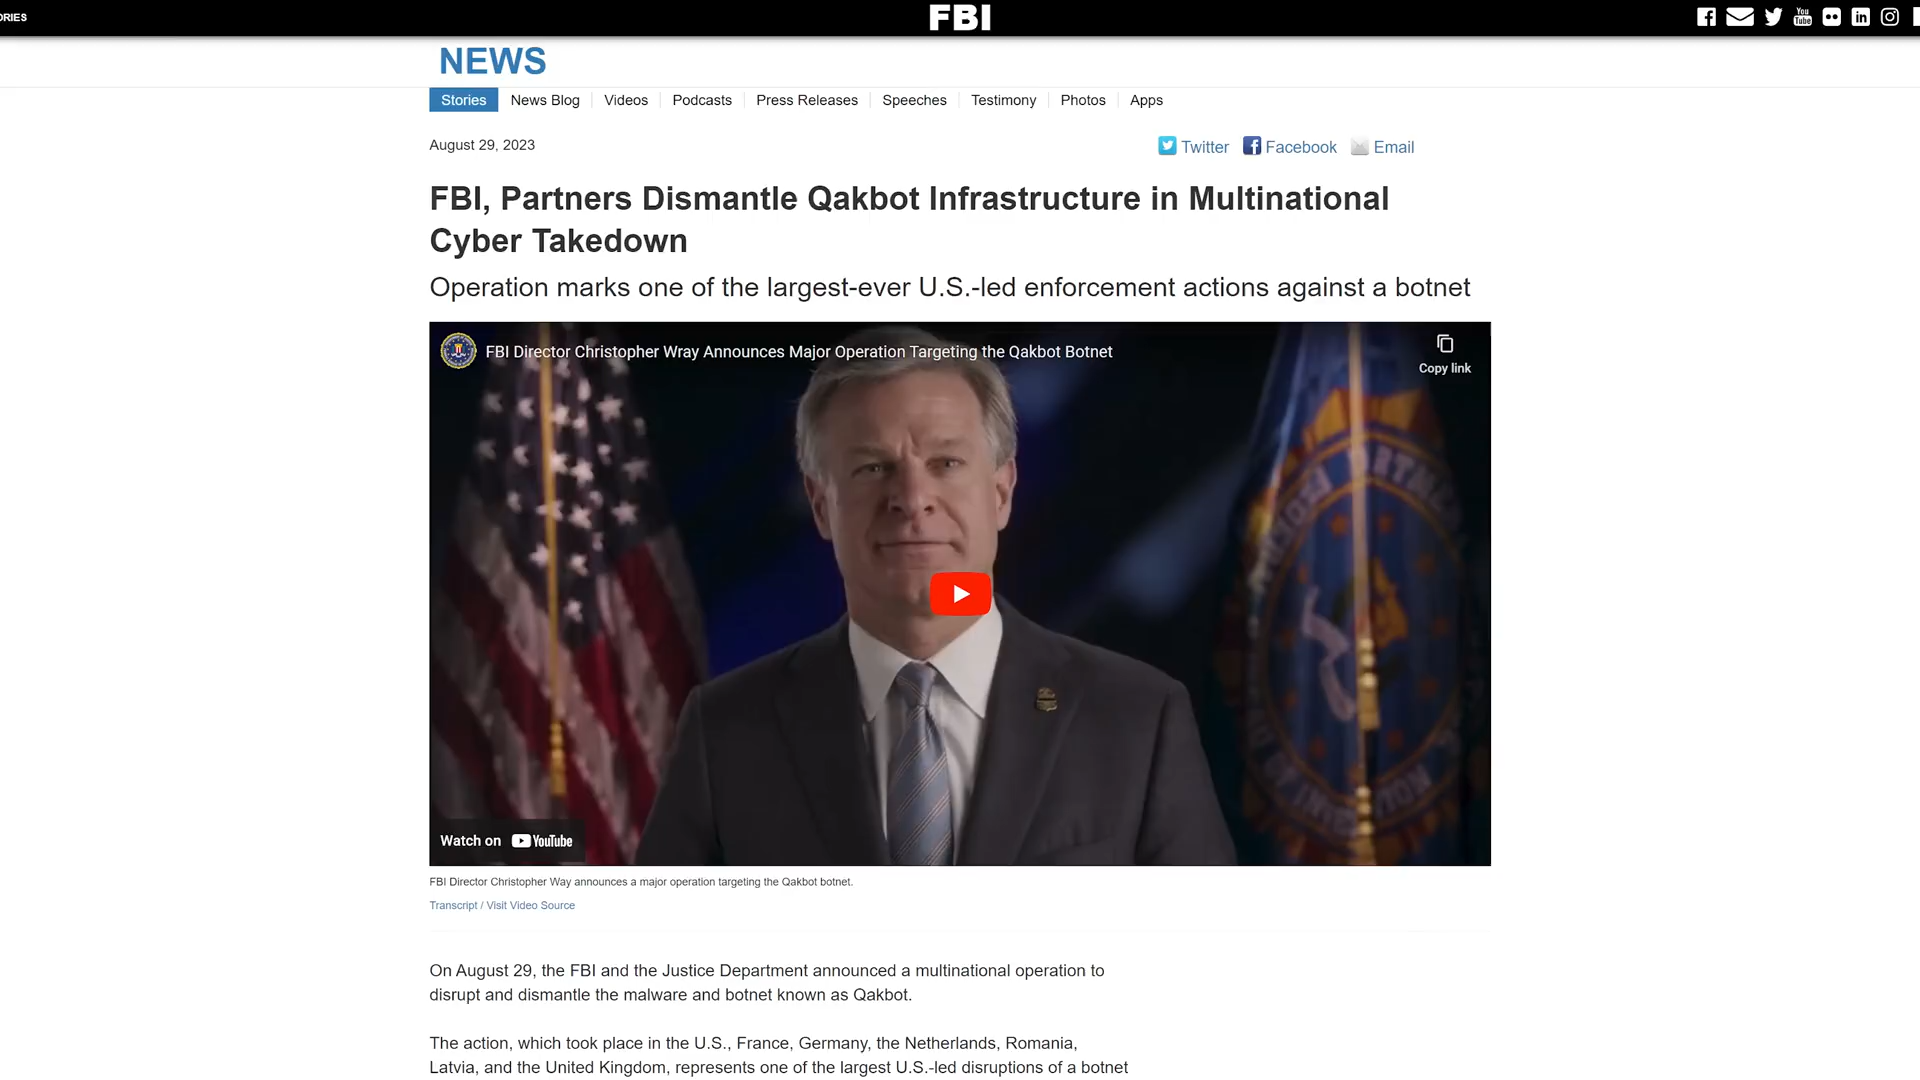 ORIES
FBI
NEWS
Stories
News Blog
Videos
Podcasts
Press Releases
Speeches
Testimony
Photos
Apps
August 29, 2023
Twitter
Facebook
Email
FBI, Partners Dismantle Qakbot Infrastructure in Multinational
Cyber Takedown
Operation marks one of the largest-ever U.S.-led enforcement actions against a botnet
FBI Director Christopher Wray Announces Major Operation Targeting the Qakbot Botnet
Copy link
Watch on YouTube
FBI Director Christopher Way announces a major operation targeting the Qakbot botnet.
Transcript / Visit Video Source
On August 29, the FBI and the Justice Department announced a multinational operation to
disrupt and dismantle the malware and botnet known as Qakbot.
The action, which took place in the U.S., France, Germany, the Netherlands, Romania,
Latvia, and the United Kingdom, represents one of the largest U.S.-led disruptions of a botnet